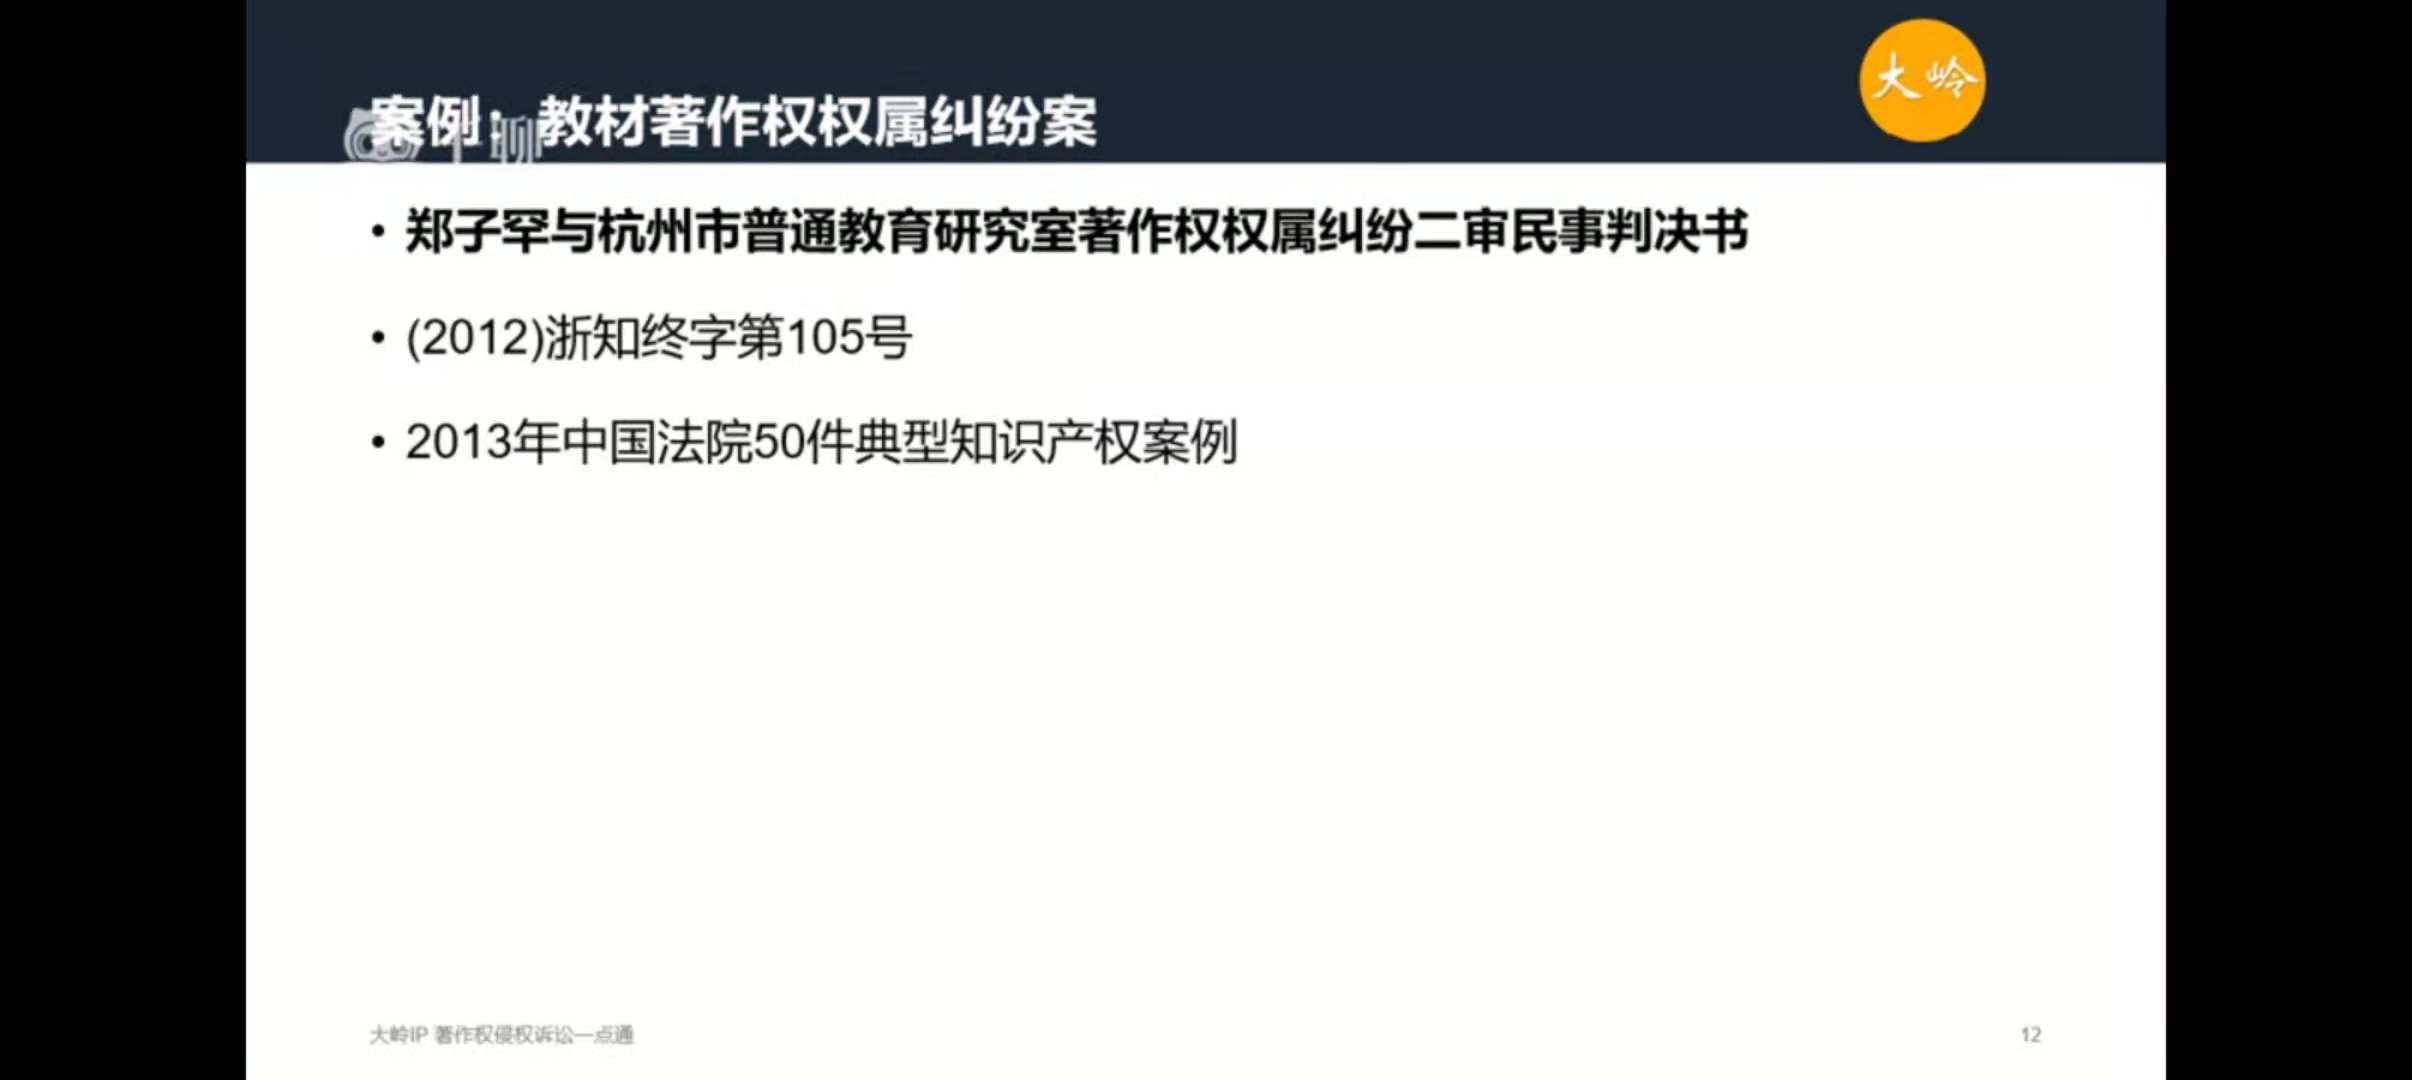 大岭
案例：教材著作权权属纠纷案
千聊
• 郑子罕与杭州市普通教育研究室著作权权属纠纷二审民事判决书
• (2012)浙知终字第105号
• 2013年中国法院50件典型知识产权案例
大岭IP 著作权侵权诉讼一点通
12